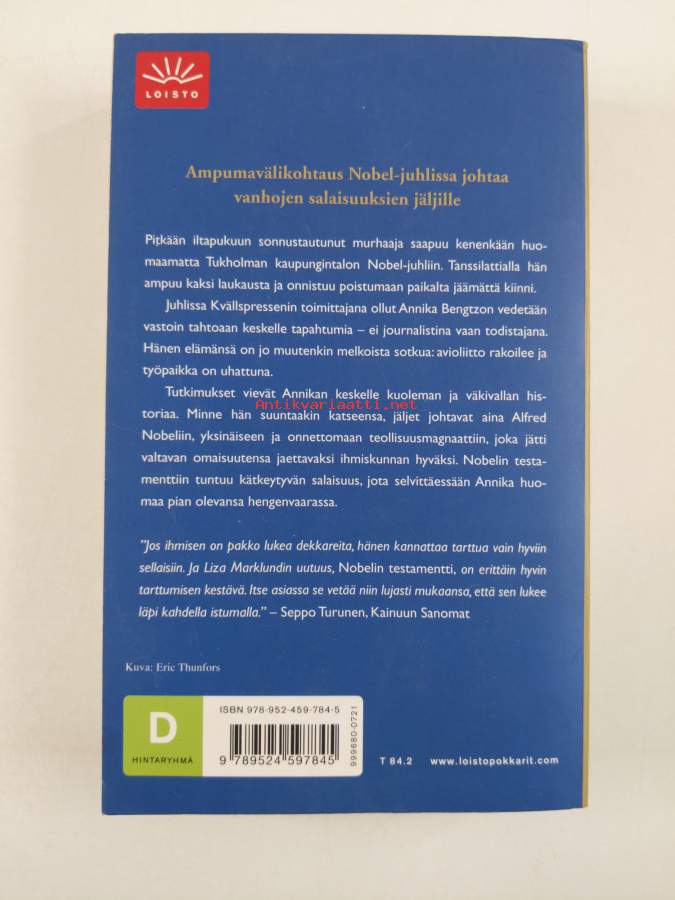 LOISTO
Ampumavälikohtaus Nobel-juhlissa johtaa
vanhojen salaisuuksien jäljille
Pitkään iltapukuun sonnustautunut murhaaja saapuu kenenkään huo-
maamatta Tukholman kaupungintalon Nobel-juhliin. Tanssilattialla hän
ampuu kaksi laukausta ja onnistuu poistumaan paikalta jäämättä kiinni.
Juhlissa Kvällspressenin toimittajana ollut Annika Bengtzon vedetään
vastoin tahtoaan keskelle tapahtumia – ei journalistina vaan todistajana.
Hänen elämänsä on jo muutenkin melkoista sotkua: avioliitto rakoilee ja
työpaikka on uhattuna.
Tutkimukset vievät Annikan keskelle kuoleman ja väkivallan his-
Antikvariaatti.net
toriaa. Minne hän suuntaakin katseensa, jäljet johtavat aina Alfred
Nobeliin, yksinäiseen ja onnettomaan teollisuusmagnaattiin, joka jätti
valtavan omaisuutensa jaettavaksi ihmiskunnan hyväksi. Nobelin testa-
menttiin tuntuu kätkeytyvän salaisuus, jota selvittäessään Annika huo-
maa pian olevansa hengenvaarassa.
"Jos ihmisen on pakko lukea dekkareita, hänen kannattaa tarttua vain hyviin
sellaisiin. Ja Liza Marklundin uutuus, Nobelin testamentti, on erittäin hyvin
tarttumisen kestävä. Itse asiassa se vetää niin lujasti mukaansa, että sen lukee
läpi kahdella istumalla." – Seppo Turunen, Kainuun Sanomat
Kuva: Eric Thunfors
D
HINTARYHMÄ
ISBN 978-952-459-784-5
9 789524 597845
999680-0721
T 84.2 www.loistopokkarit.com